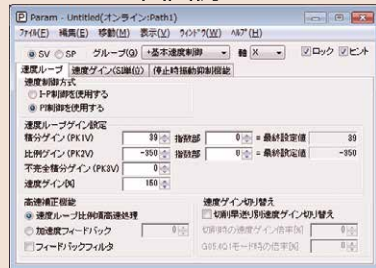 Param - Untitled(オンライン:Path1)
ファイル(F) 編集(E) 移動(M) 表示(V) ウインドウ(W) ヘルプ(H)
SV SP グループ(G) +基本速度制御 軸 X ロック ヒント
速度ループ 速度ゲイン(SI単位) 停止時振動抑制機能
速度制御方式
I-P制御を使用する
PI制御を使用する
速度ループゲイン設定
積分ゲイン(PK1V) 39 指数部 0 = 最終設定値 39
比例ゲイン(PK2V) -350 指数部 0 = 最終設定値 -350
不完全積分ゲイン(PK3V) 0
速度ゲイン[%] 150
高速補正機能 速度ゲイン切り替え
速度ループ比例項高速処理 切削早送り別速度ゲイン切り替え
加速度フィードバック 0 切削時の速度ゲイン倍率[%] 0
フィードバックフィルタ G05.4Q1モード時の倍率[%] 0